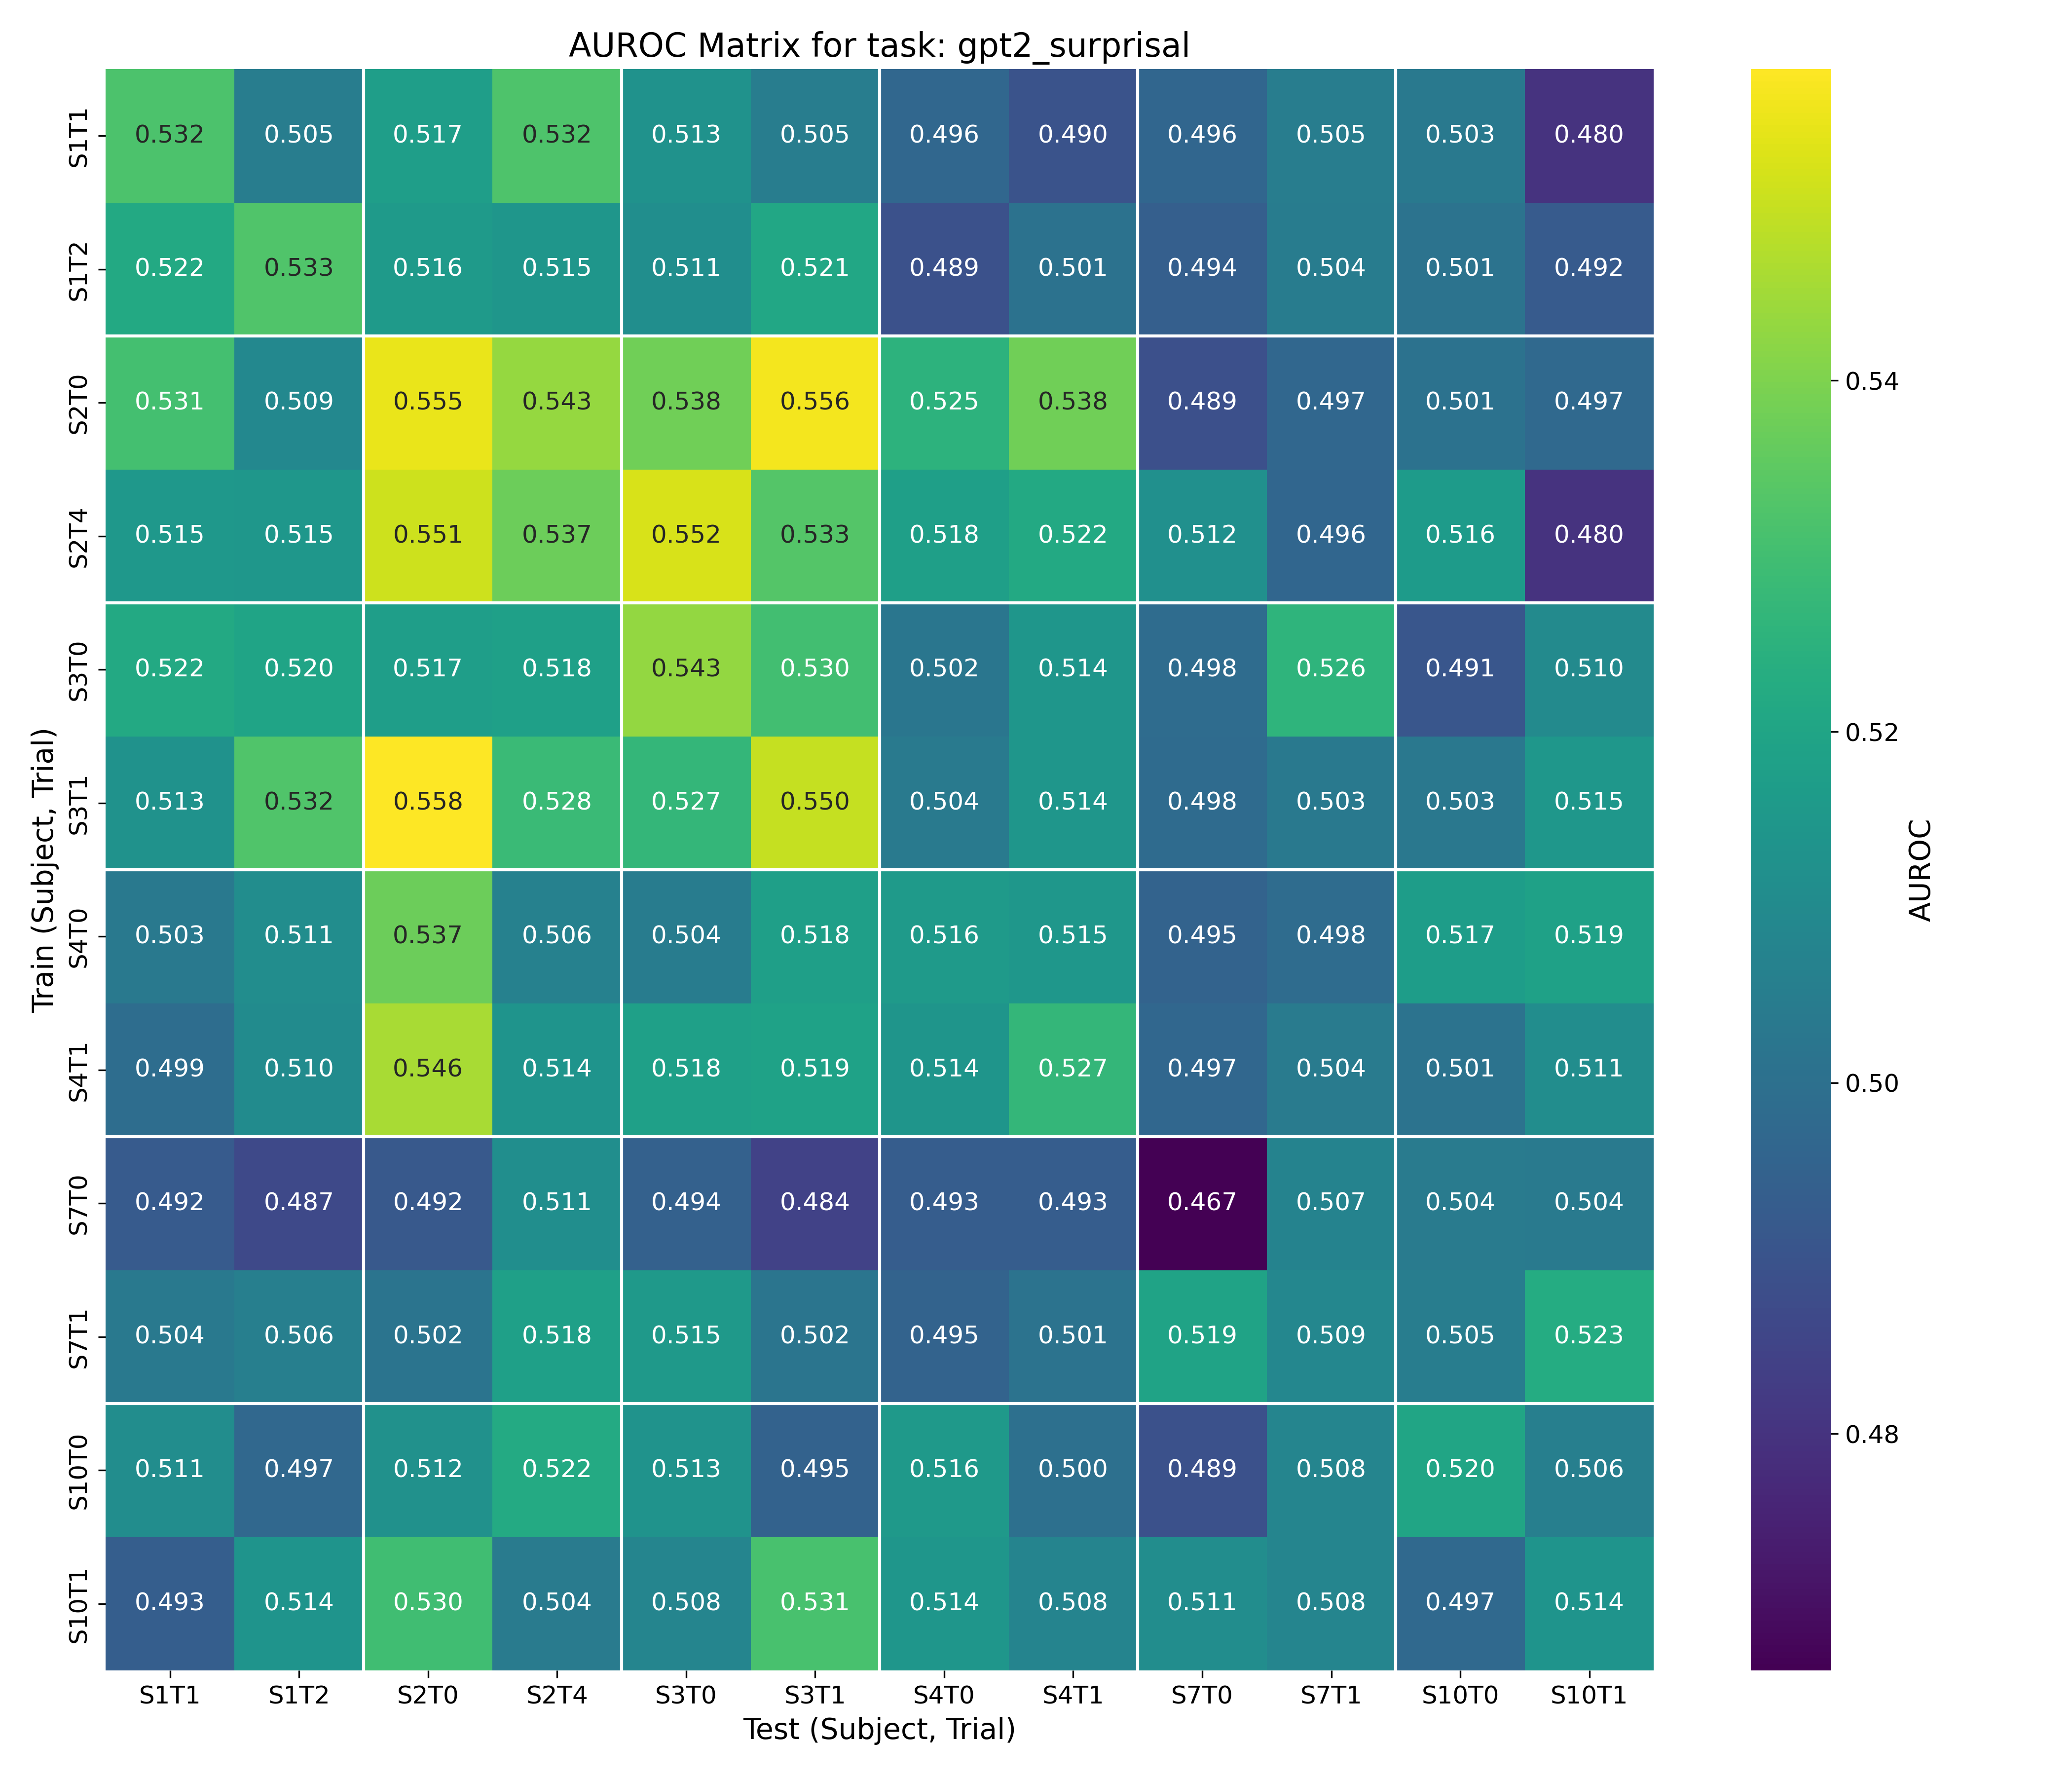 AUROC Matrix for task: gpt2_surprisal
S1T1 0.532 0.505 0.517 0.532 0.513 0.505 0.496 0.490 0.496 0.505 0.503 0.480
S1T2 0.522 0.533 0.516 0.515 0.511 0.521 0.489 0.501 0.494 0.504 0.501 0.492
S2T0 0.531 0.509 0.555 0.543 0.538 0.556 0.525 0.538 0.489 0.497 0.501 0.497
S2T4 0.515 0.515 0.551 0.537 0.552 0.533 0.518 0.522 0.512 0.496 0.516 0.480
S3T0 0.522 0.520 0.517 0.518 0.543 0.530 0.502 0.514 0.498 0.526 0.491 0.510
S3T1 0.513 0.532 0.558 0.528 0.527 0.550 0.504 0.514 0.498 0.503 0.503 0.515
S4T0 0.503 0.511 0.537 0.506 0.504 0.518 0.516 0.515 0.495 0.498 0.517 0.519
S4T1 0.499 0.510 0.546 0.514 0.518 0.519 0.514 0.527 0.497 0.504 0.501 0.511
S7T0 0.492 0.487 0.492 0.511 0.494 0.484 0.493 0.493 0.467 0.507 0.504 0.504
S7T1 0.504 0.506 0.502 0.518 0.515 0.502 0.495 0.501 0.519 0.509 0.505 0.523
S10T0 0.511 0.497 0.512 0.522 0.513 0.495 0.516 0.500 0.489 0.508 0.520 0.506
S10T1 0.493 0.514 0.530 0.504 0.508 0.531 0.514 0.508 0.511 0.508 0.497 0.514
S1T1 S1T2 S2T0 S2T4 S3T0 S3T1 S4T0 S4T1 S7T0 S7T1 S10T0 S10T1
Test (Subject, Trial)
Train (Subject, Trial)
0.54
0.52
0.50
0.48
AUROC